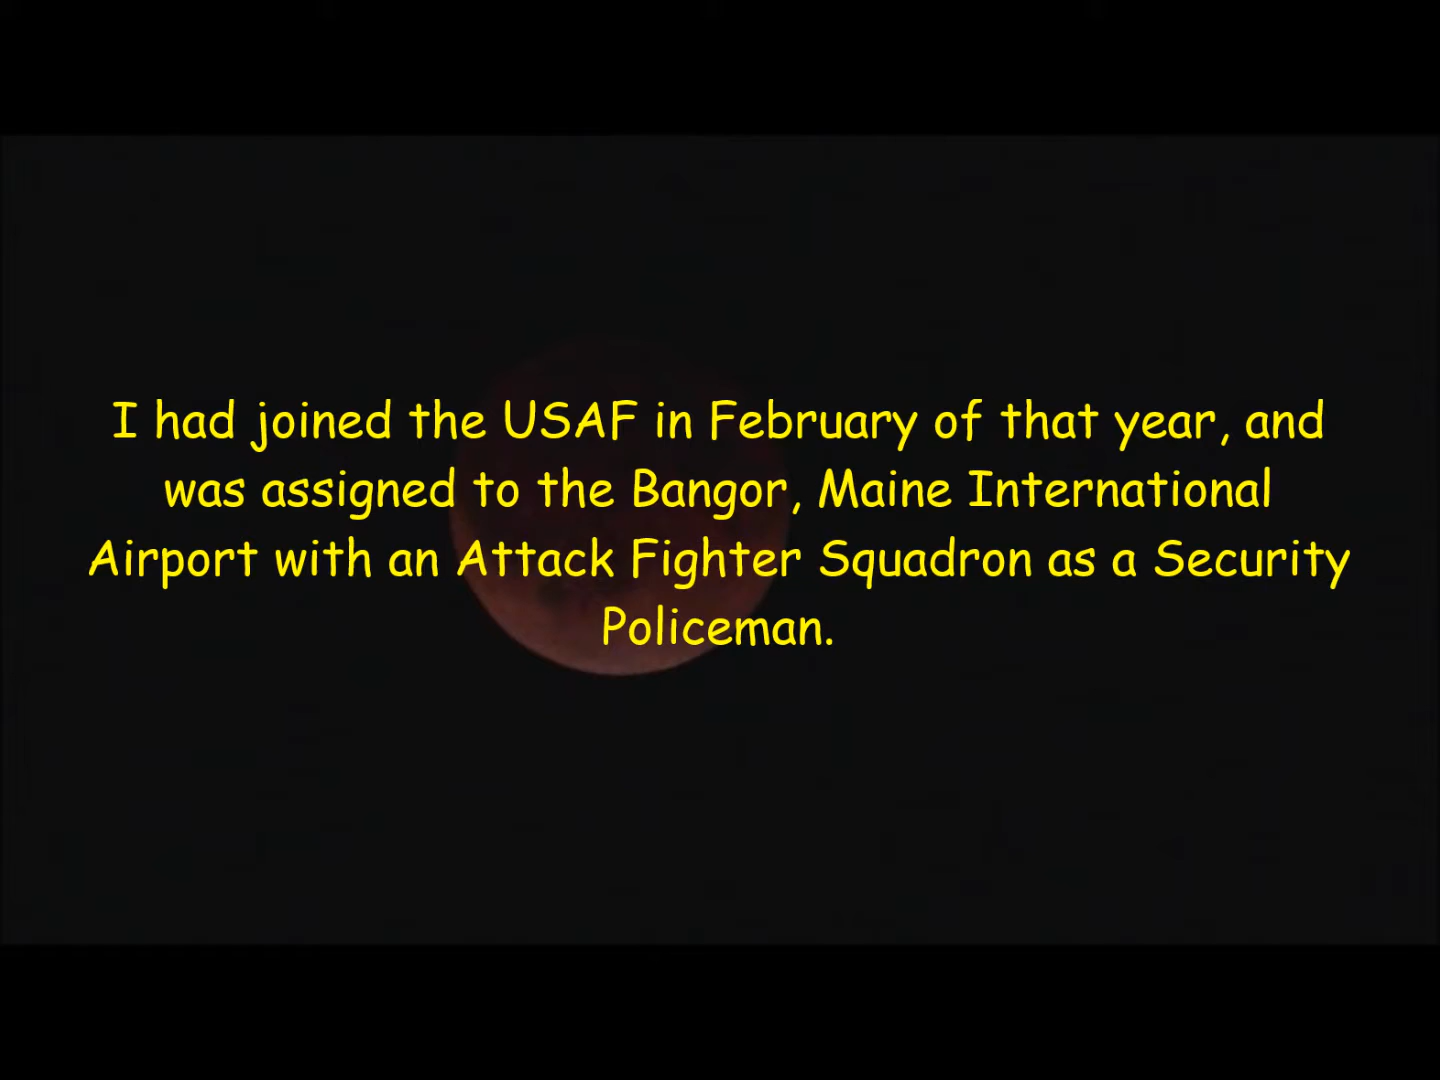 I had joined the USAF in February of that year, and
was assigned to the Bangor, Maine International
Airport with an Attack Fighter Squadron as a Security
Policeman.